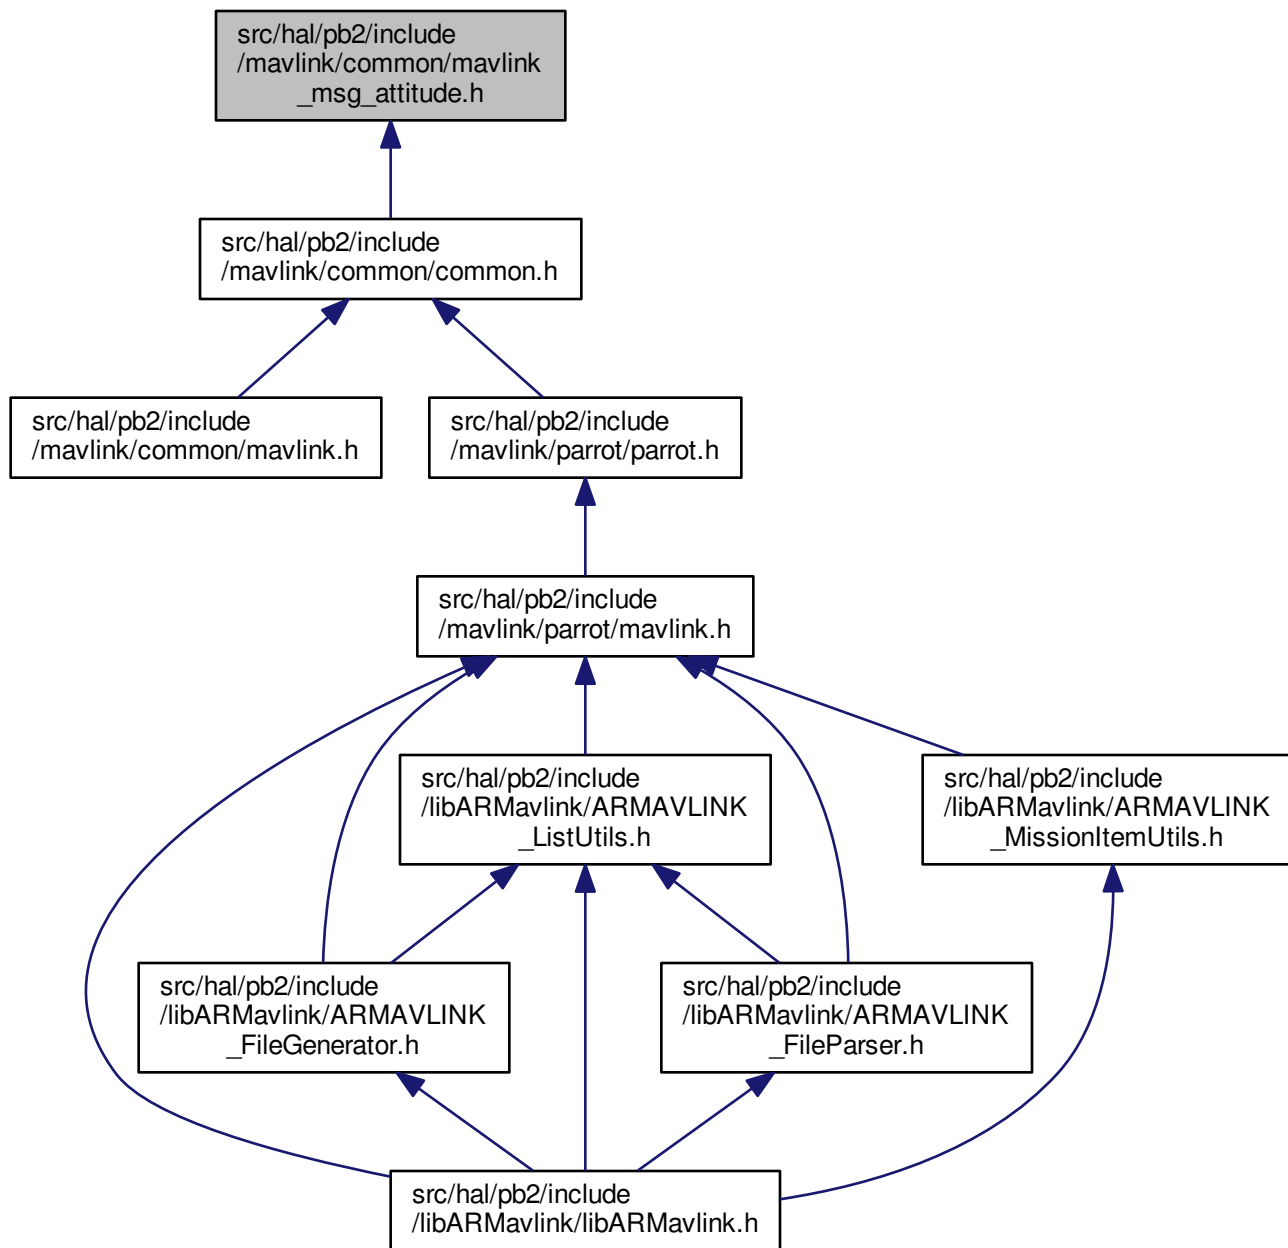 src/hal/pb2/include
/mavlink/common/mavlink
_msg_attitude.h
src/hal/pb2/include
/mavlink/common/common.h
src/hal/pb2/include
/mavlink/common/mavlink.h
src/hal/pb2/include
/mavlink/parrot/parrot.h
src/hal/pb2/include
/mavlink/parrot/mavlink.h
src/hal/pb2/include
/libARMavlink/ARMAVLINK
_ListUtils.h
src/hal/pb2/include
/libARMavlink/ARMAVLINK
_MissionItemUtils.h
src/hal/pb2/include
/libARMavlink/ARMAVLINK
_FileGenerator.h
src/hal/pb2/include
/libARMavlink/ARMAVLINK
_FileParser.h
src/hal/pb2/include
/libARMavlink/libARMavlink.h